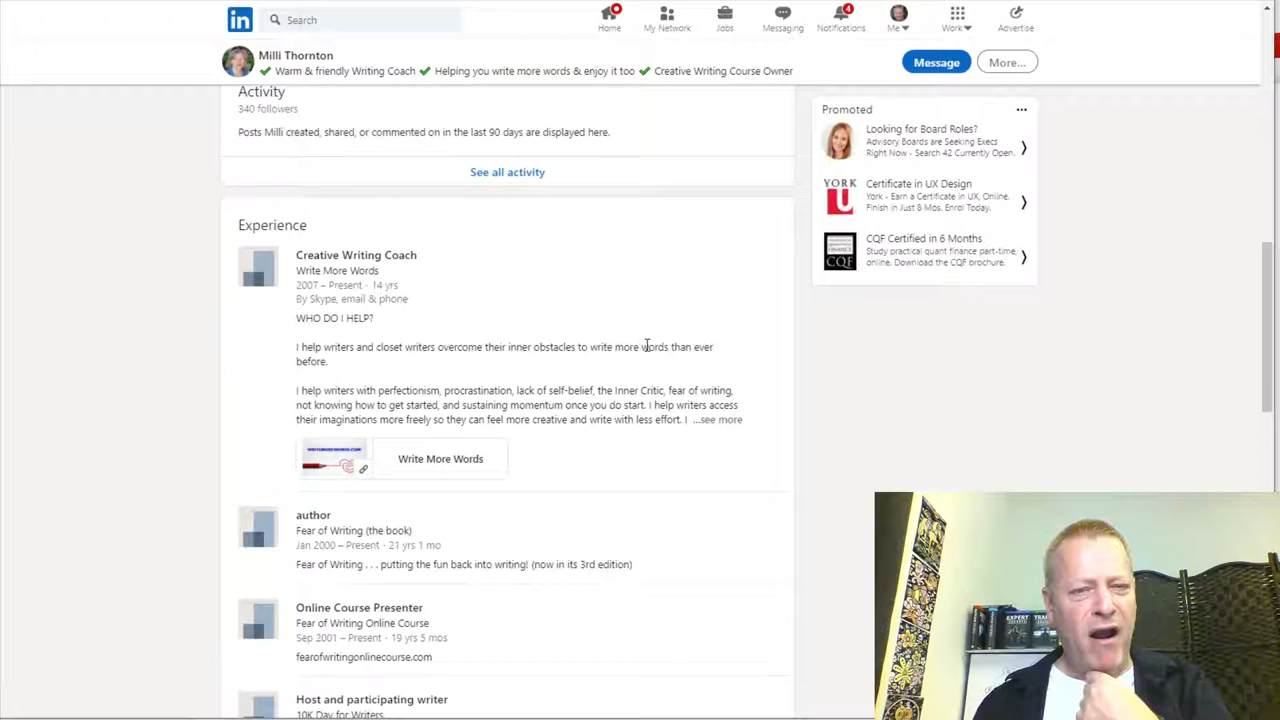 in
Search
Home
My Network
Jobs
Messaging
4
Notifications
Me
Work
Advertise
Milli Thornton
✔ Warm & friendly Writing Coach ✔ Helping you write more words & enjoy it too ✔ Creative Writing Course Owner
Message
More...
Activity
340 followers
Posts Milli created, shared, or commented on in the last 90 days are displayed here.
See all activity
Experience
Creative Writing Coach
Write More Words
2007 – Present · 14 yrs
By Skype, email & phone
WHO DO I HELP?
I help writers and closet writers overcome their inner obstacles to write more words than ever
before.
I help writers with perfectionism, procrastination, lack of self-belief, the Inner Critic, fear of writing,
not knowing how to get started, and sustaining momentum once you do start. I help writers access
their imaginations more freely so they can feel more creative and write with less effort. I ...see more
WRITEMOREWORDS.COM
Write More Words
author
Fear of Writing (the book)
Jan 2000 – Present · 21 yrs 1 mo
Fear of Writing . . . putting the fun back into writing! (now in its 3rd edition)
Online Course Presenter
Fear of Writing Online Course
Sep 2001 – Present · 19 yrs 5 mos
fearofwritingonlinecourse.com
Host and participating writer
10K Day for Writers
Promoted
Looking for Board Roles?
Advisory Boards are Seeking Execs
Right Now - Search 42 Currently Open.
YORK
U
Certificate in UX Design
York - Earn a Certificate in UX, Online.
Finish in Just 8 Mos. Enrol Today.
CQF
CQF Certified in 6 Months
Study practical quant finance part-time,
online. Download the CQF brochure.
EXPERT